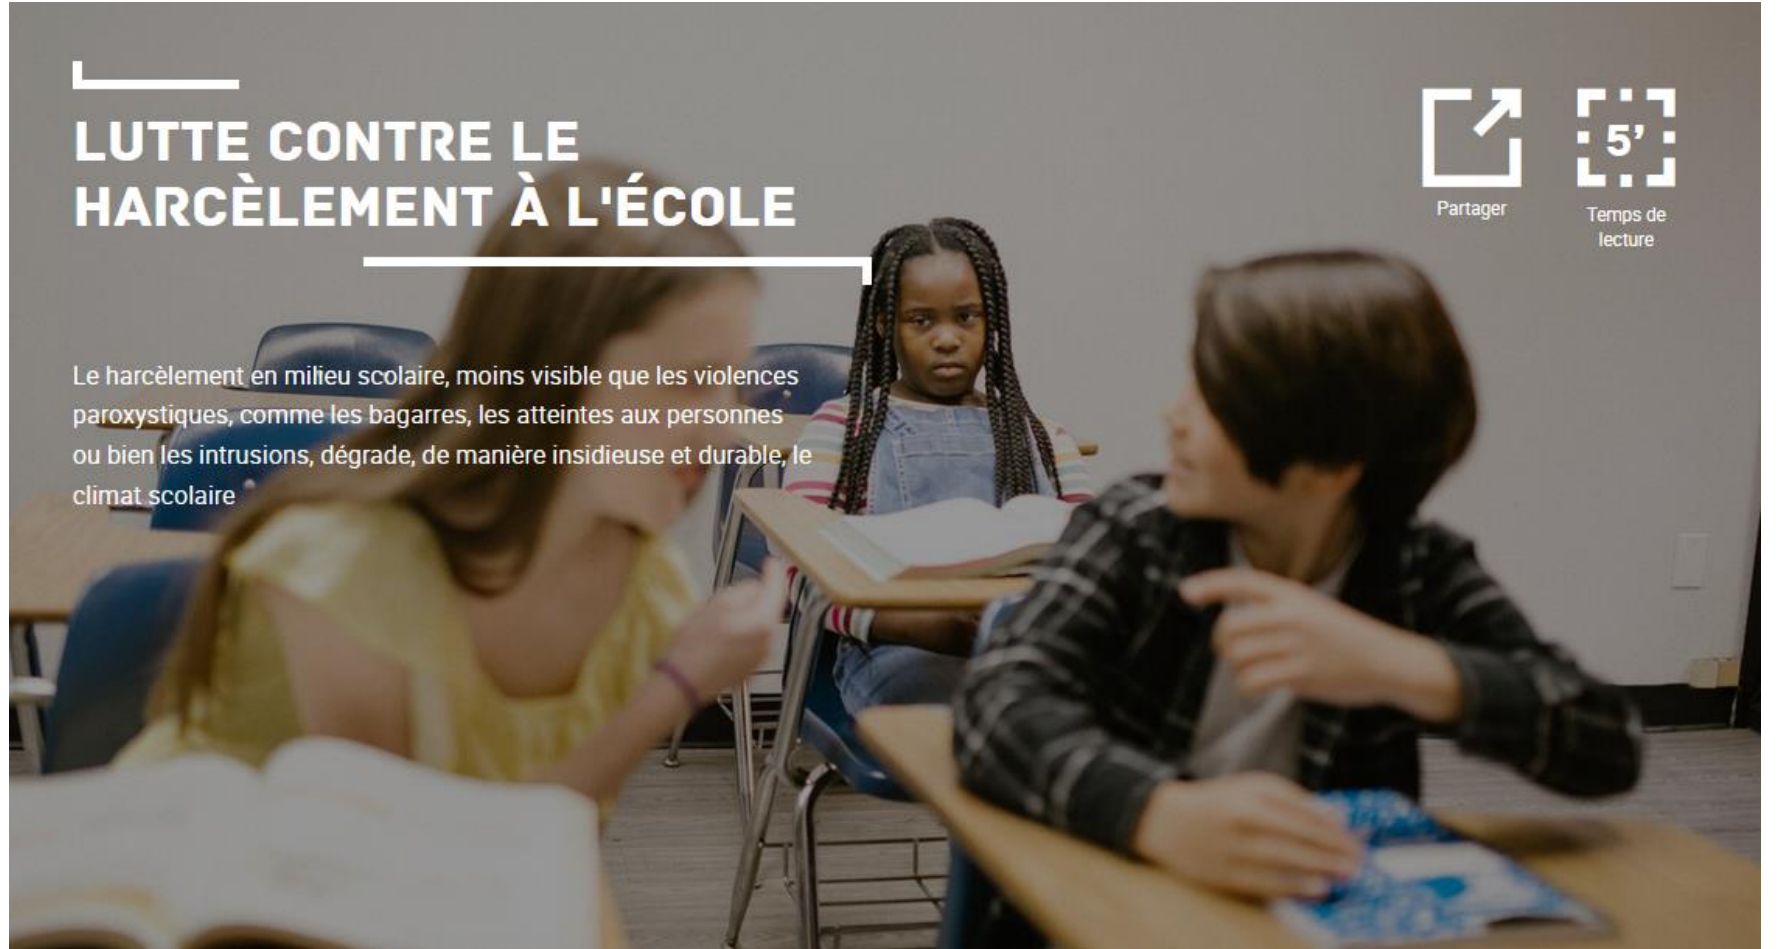 LUTTE CONTRE LE
HARCÈLEMENT À L'ÉCOLE
Partager
5’
Temps de
lecture
Le harcèlement en milieu scolaire, moins visible que les violences
paroxystiques, comme les bagarres, les atteintes aux personnes
ou bien les intrusions, dégrade, de manière insidieuse et durable, le
climat scolaire